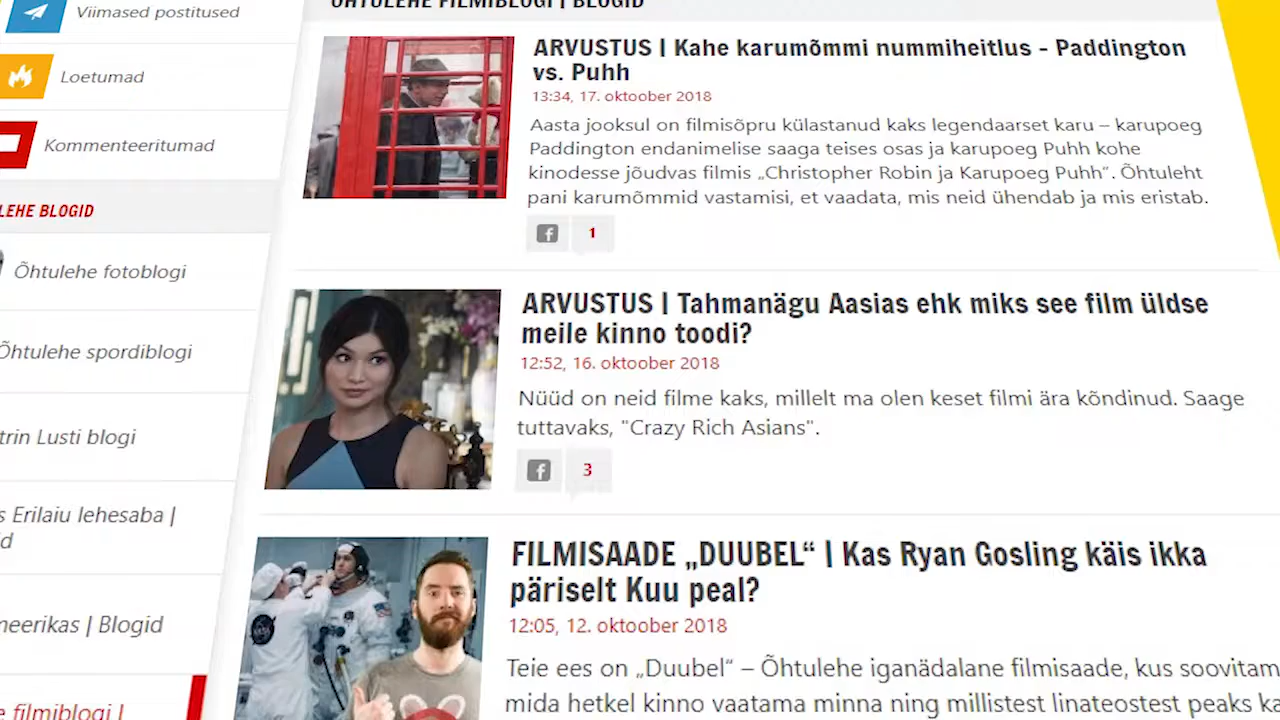 Viimased postitused
Loetumad
Kommenteeritumad
LEHE BLOGID
Õhtulehe fotoblogi
Õhtulehe spordiblogi
trin Lusti blogi
s Erilaiu lehesaba |
d
meerikas | Blogid
e filmiblogi |
ÕHTULEHE FILMIBLOGI | BLOGID
ARVUSTUS | Kahe karumõmmi nummiheitlus – Paddington
vs. Puhh
13:34, 17. oktoober 2018
Aasta jooksul on filmisõpru külastanud kaks legendaarset karu – karupoeg
Paddington endanimelise saaga teises osas ja karupoeg Puhh kohe
kinodesse jõudvas filmis „Christopher Robin ja Karupoeg Puhh”. Õhtuleht
pani karumõmmid vastamisi, et vaadata, mis neid ühendab ja mis eristab.
1
ARVUSTUS | Tahmanägu Aasias ehk miks see film üldse
meile kinno toodi?
12:52, 16. oktoober 2018
Nüüd on neid filme kaks, millelt ma olen keset filmi ära kõndinud. Saage
tuttavaks, "Crazy Rich Asians".
3
FILMISAADE „DUUBEL“ | Kas Ryan Gosling käis ikka
päriselt Kuu peal?
12:05, 12. oktoober 2018
Teie ees on „Duubel“ – Õhtulehe iganädalane filmisaade, kus soovitam
mida hetkel kinno vaatama minna ning millistest linateostest peaks ka